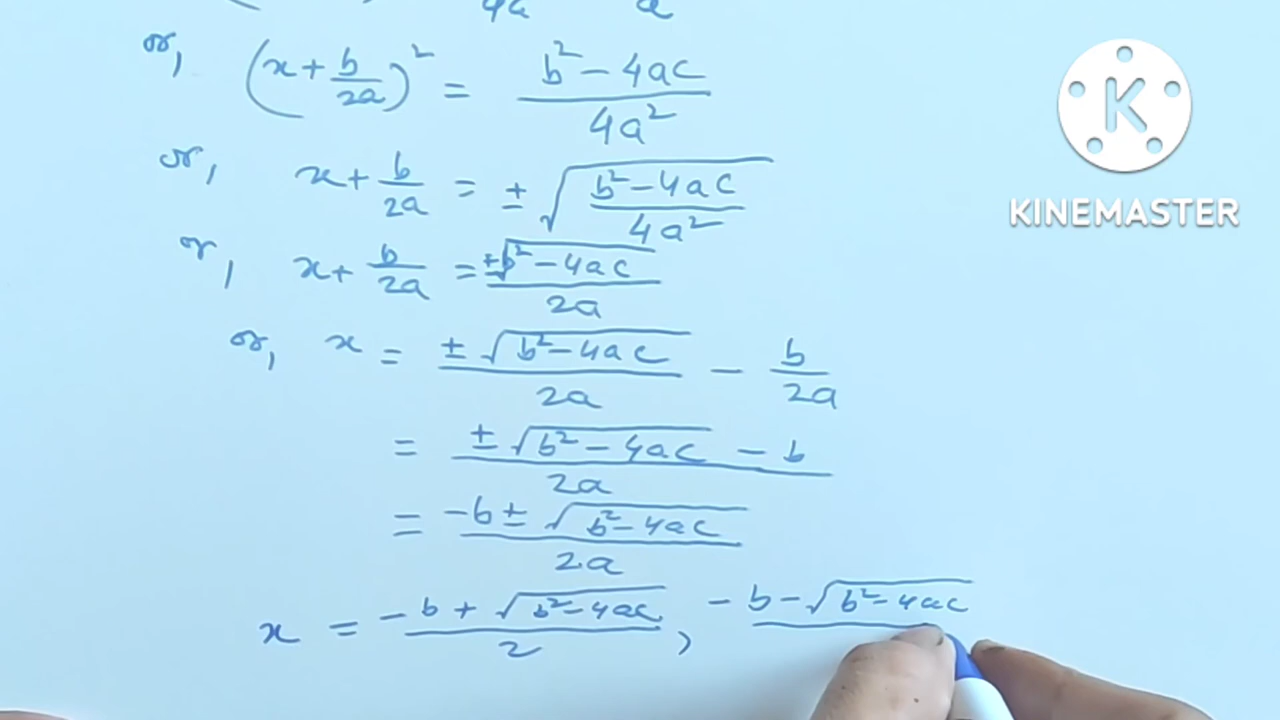 4a a
or, (x + b/2a)² = b² - 4ac / 4a²
or, x + b/2a = ± √(b² - 4ac / 4a²)
or, x + b/2a = ±√(b² - 4ac) / 2a
or, x = ± √(b² - 4ac) / 2a - b/2a
= ± √(b² - 4ac) - b / 2a
= -b ± √(b² - 4ac) / 2a
x = -b + √(b² - 4ac) / 2 , -b - √(b² - 4ac)
K
KINEMASTER